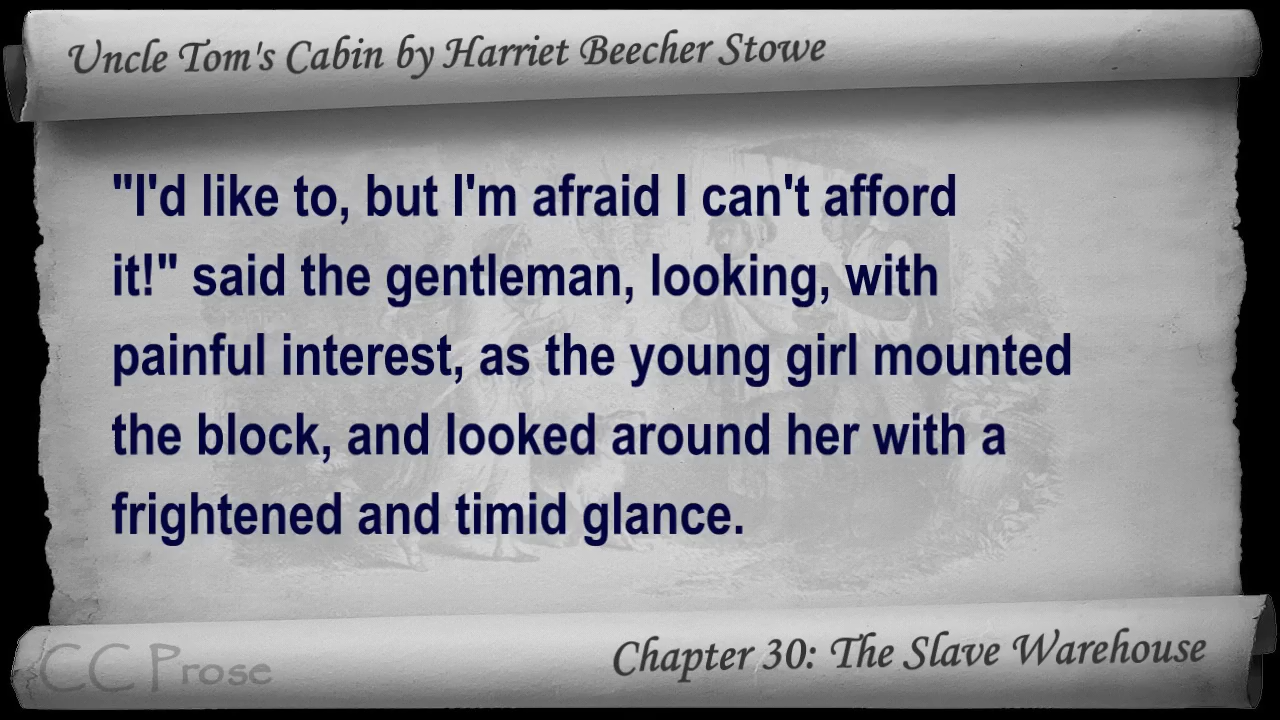 Uncle Tom's Cabin by Harriet Beecher Stowe
"I'd like to, but I'm afraid I can't afford
it!" said the gentleman, looking, with
painful interest, as the young girl mounted
the block, and looked around her with a
frightened and timid glance.
CC Prose
Chapter 30: The Slave Warehouse